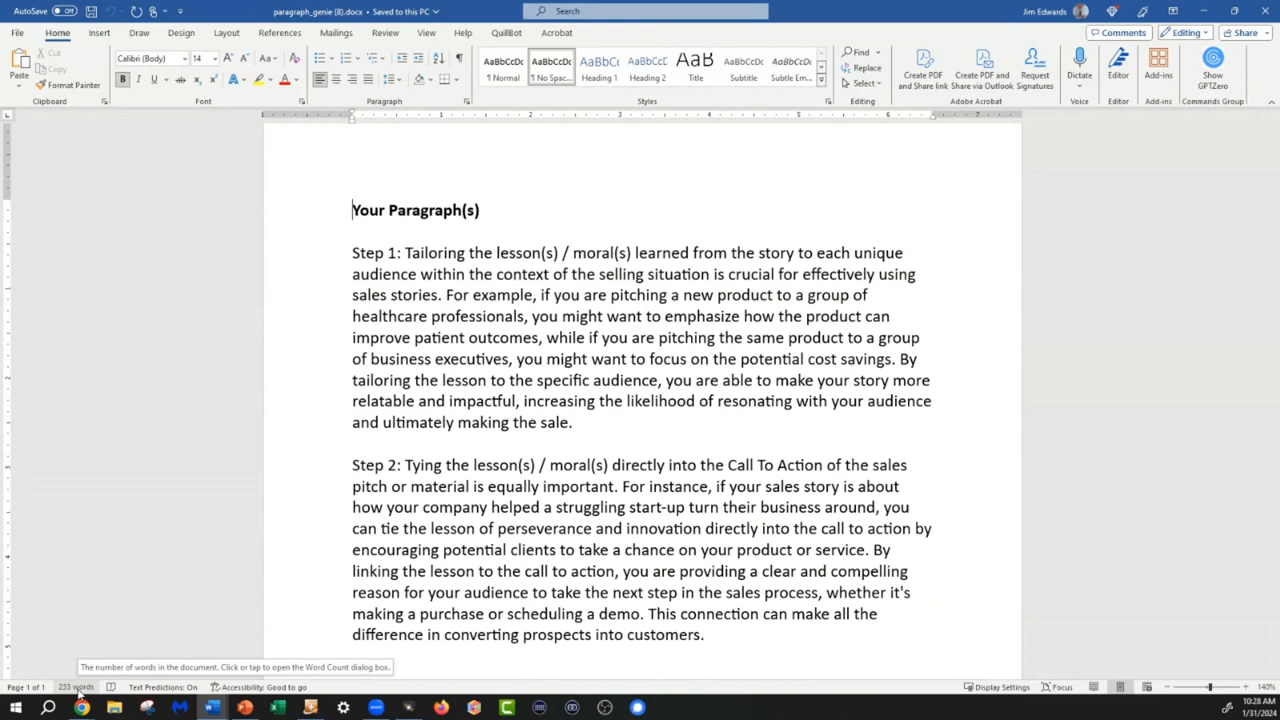 AutoSave Off paragraph_genie (8).docx • Saved to this PC Search Jim Edwards
File Home Insert Draw Design Layout References Mailings Review View Help QuillBot Acrobat Comments Editing Share
Paste Cut Copy Format Painter Clipboard
Calibri (Body) 14 Font
Paragraph
AaBbCcDc AaBbCcDc AaBbC AaBbCcD AaB AaBbCcD AaBbCcDc
¶ Normal ¶ No Spac... Heading 1 Heading 2 Title Subtitle Subtle Em...
Styles
Find Replace Select Editing
Create PDF and Share link Create PDF and Share via Outlook Request Signatures Adobe Acrobat
Dictate Voice Editor Editor Add-ins Add-ins Show GPTZero Commands Group
1 1 2 3 4 5 6
Your Paragraph(s)
Step 1: Tailoring the lesson(s) / moral(s) learned from the story to each unique
audience within the context of the selling situation is crucial for effectively using
sales stories. For example, if you are pitching a new product to a group of
healthcare professionals, you might want to emphasize how the product can
improve patient outcomes, while if you are pitching the same product to a group
of business executives, you might want to focus on the potential cost savings. By
tailoring the lesson to the specific audience, you are able to make your story more
relatable and impactful, increasing the likelihood of resonating with your audience
and ultimately making the sale.
Step 2: Tying the lesson(s) / moral(s) directly into the Call To Action of the sales
pitch or material is equally important. For instance, if your sales story is about
how your company helped a struggling start-up turn their business around, you
can tie the lesson of perseverance and innovation directly into the call to action by
encouraging potential clients to take a chance on your product or service. By
linking the lesson to the call to action, you are providing a clear and compelling
reason for your audience to take the next step in the sales process, whether it's
making a purchase or scheduling a demo. This connection can make all the
difference in converting prospects into customers.
The number of words in the document. Click or tap to open the Word Count dialog box.
Page 1 of 1 233 words Text Predictions: On Accessibility: Good to go Display Settings Focus 140%
10:28 AM
1/31/2024